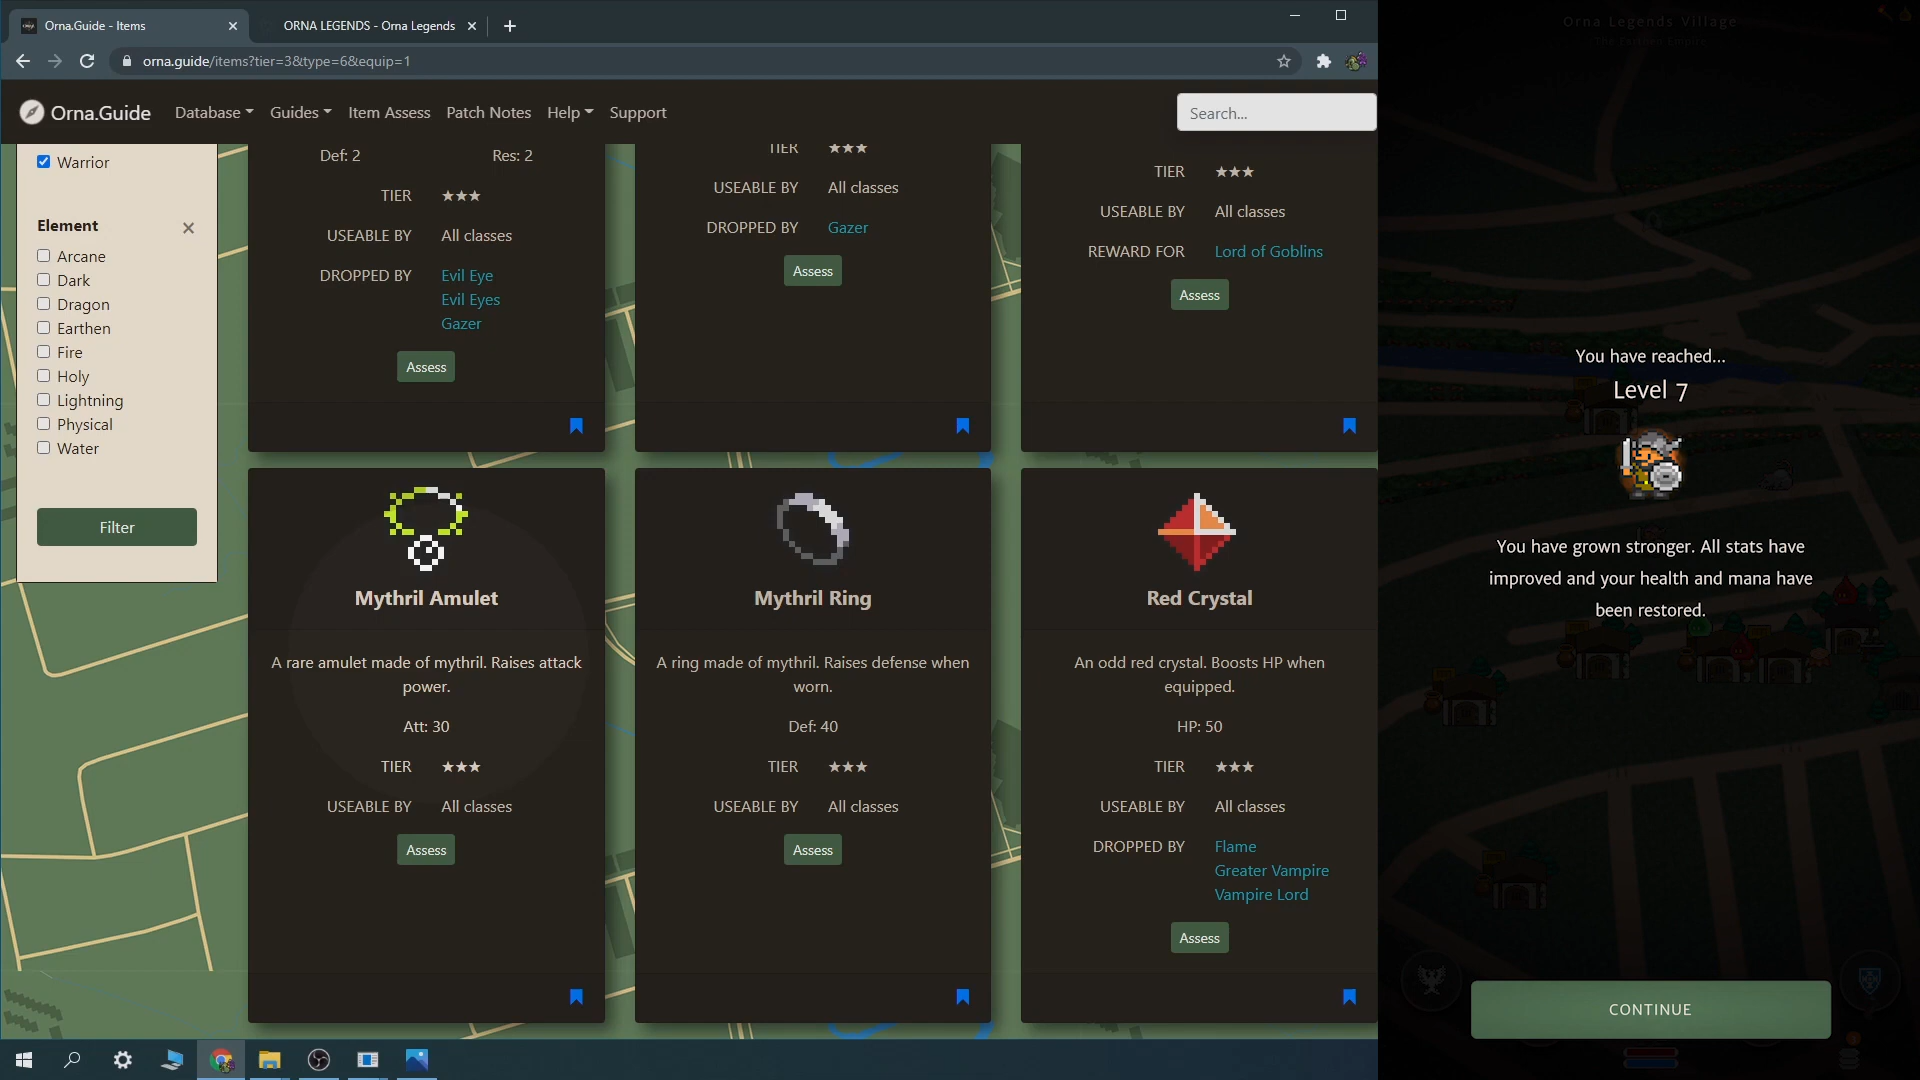 Orna.Guide - Items
ORNA LEGENDS - Orna Legends
orna.guide/items?tier=3&type=6&equip=1
Orna.Guide
Database
Guides
Item Assess
Patch Notes
Help
Support
Search...
Warrior
Element
Arcane
Dark
Dragon
Earthen
Fire
Holy
Lightning
Physical
Water
Filter
Def: 2 Res: 2
TIER ★★★
USEABLE BY All classes
DROPPED BY Evil Eye
Evil Eyes
Gazer
Assess
TIER ★★★
USEABLE BY All classes
DROPPED BY Gazer
Assess
TIER ★★★
USEABLE BY All classes
REWARD FOR Lord of Goblins
Assess
Mythril Amulet
A rare amulet made of mythril. Raises attack
power.
Att: 30
TIER ★★★
USEABLE BY All classes
Assess
Mythril Ring
A ring made of mythril. Raises defense when
worn.
Def: 40
TIER ★★★
USEABLE BY All classes
Assess
Red Crystal
An odd red crystal. Boosts HP when
equipped.
HP: 50
TIER ★★★
USEABLE BY All classes
DROPPED BY Flame
Greater Vampire
Vampire Lord
Assess
Orna Legends Village
You have reached...
Level 7
You have grown stronger. All stats have
improved and your health and mana have
been restored.
CONTINUE